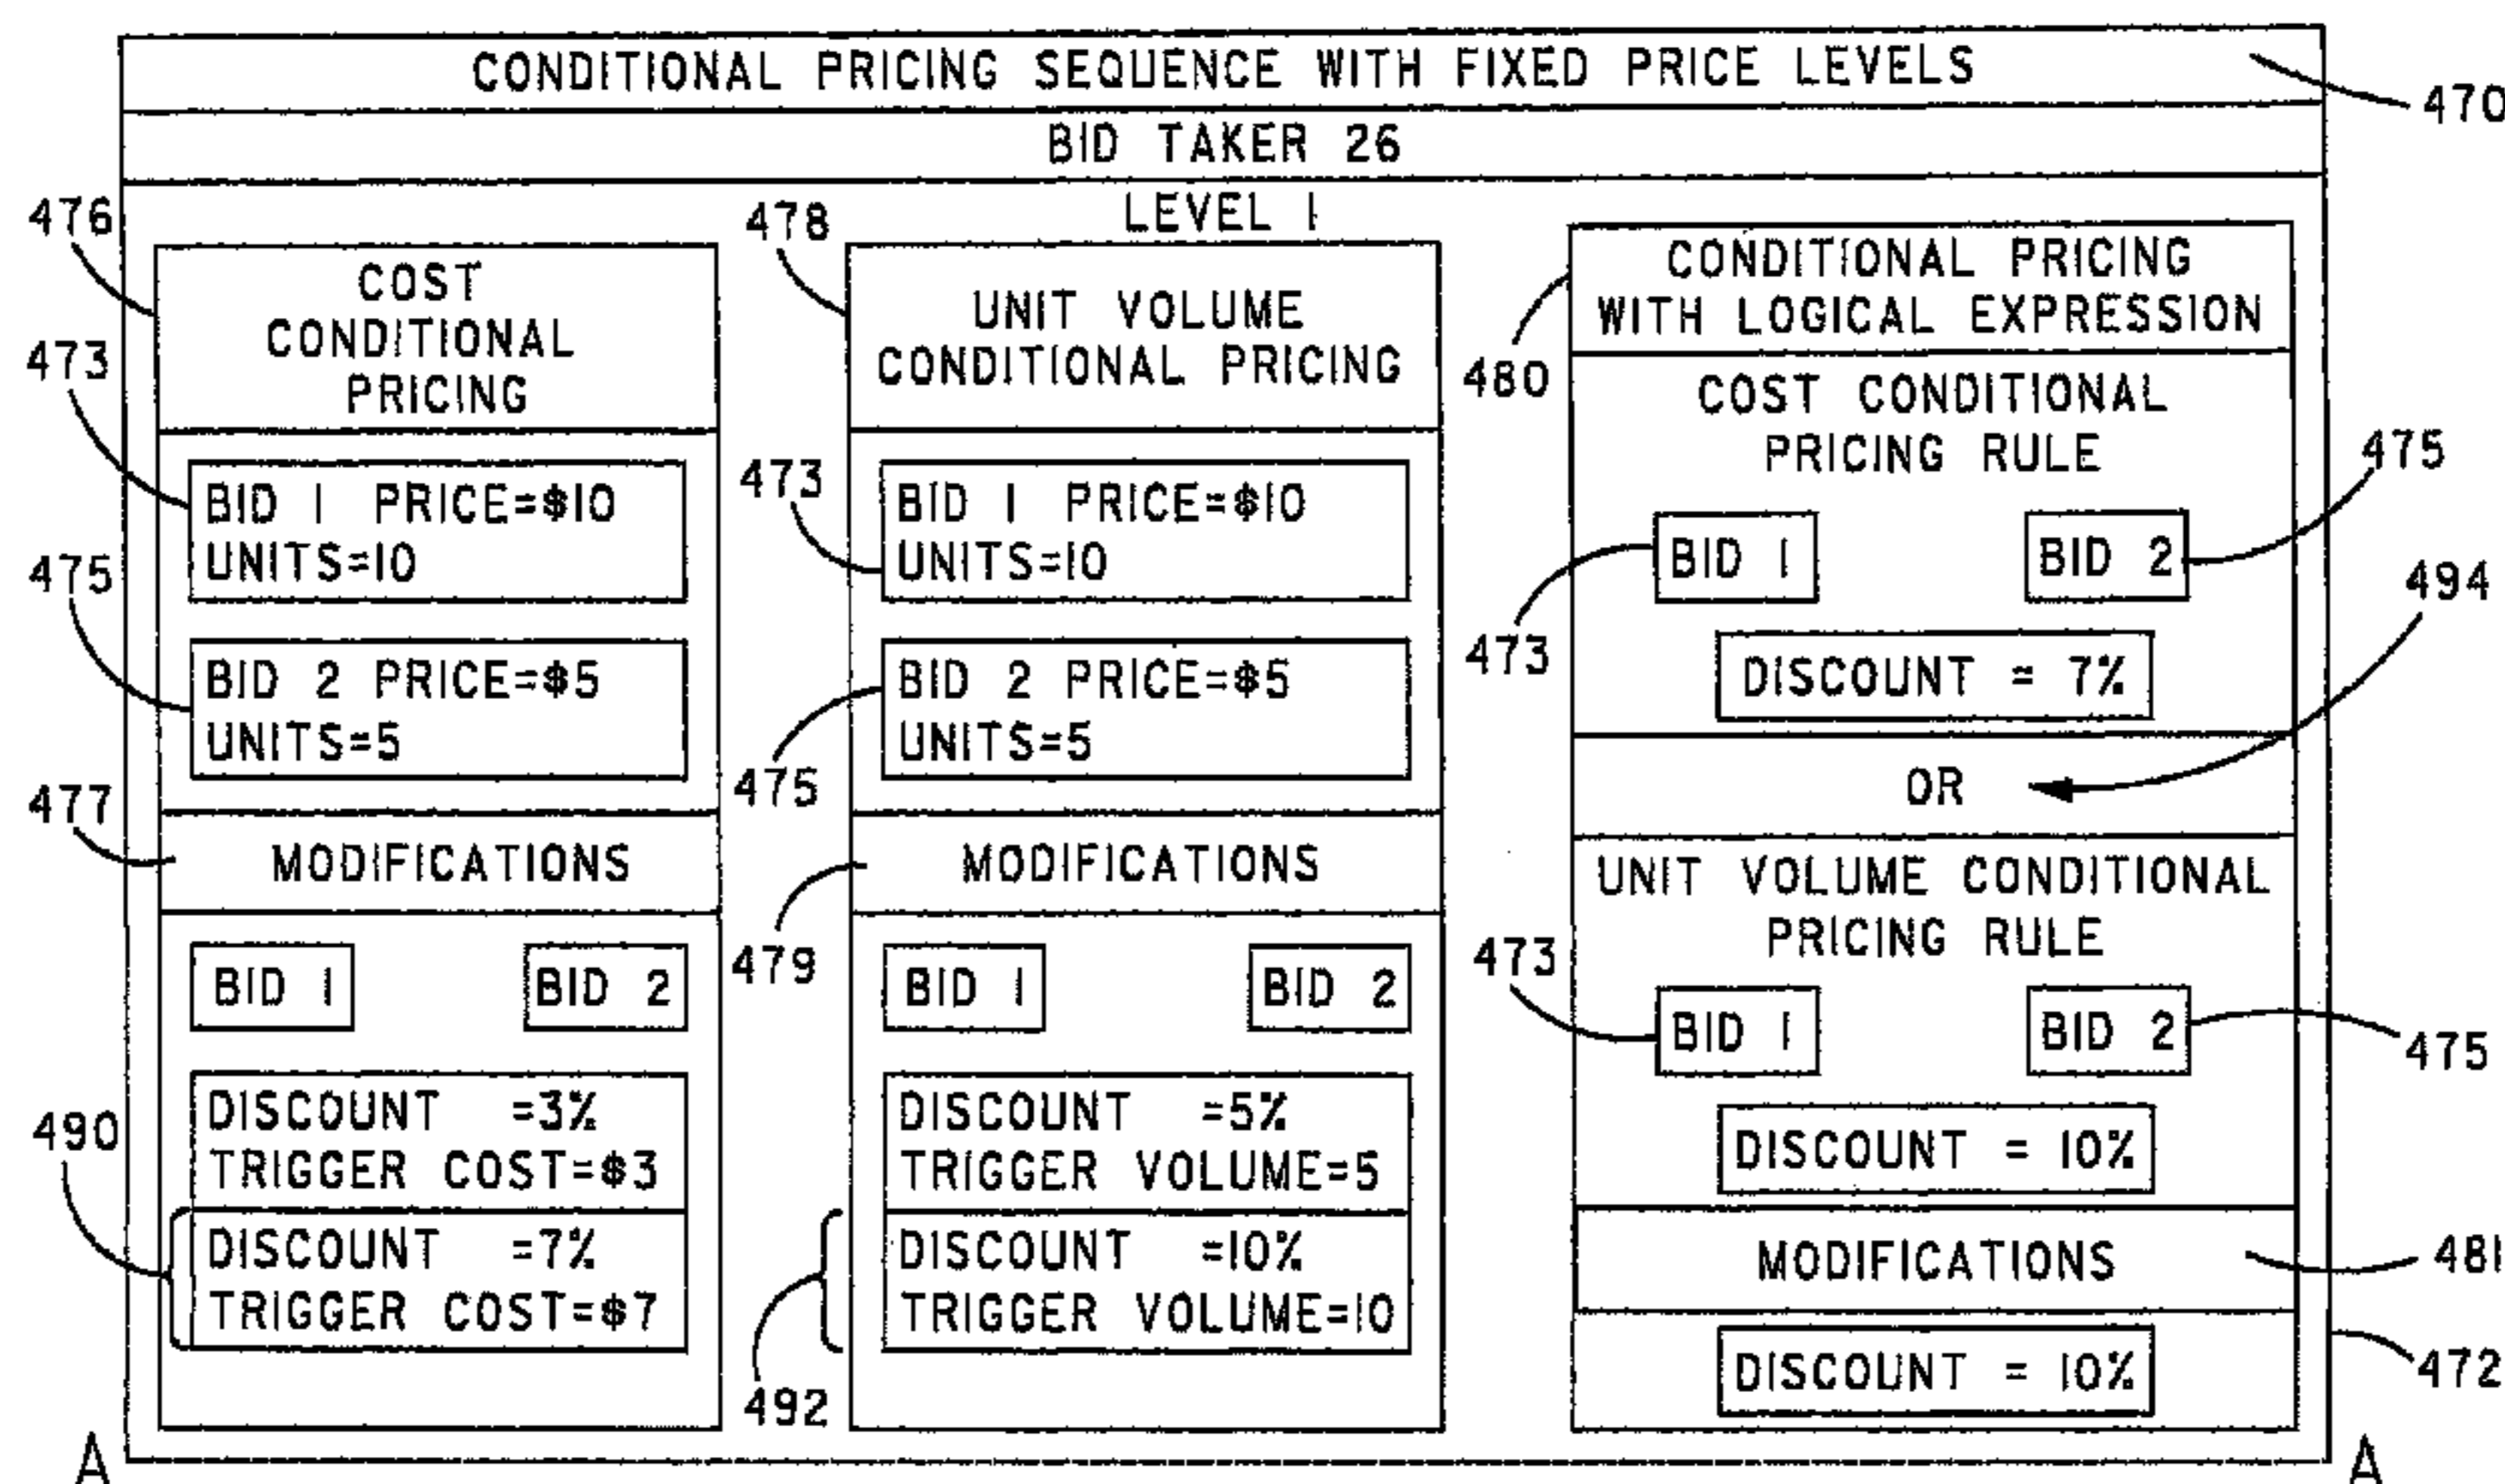 CONDITIONAL PRICING SEQUENCE WITH FIXED PRICE LEVELS
470
BID TAKER 26
LEVEL 1
476
COST
CONDITIONAL
PRICING
473
BID 1 PRICE=$10
UNITS=10
475
BID 2 PRICE=$5
UNITS=5
477
MODIFICATIONS
BID 1
BID 2
490
DISCOUNT =3%
TRIGGER COST=$3
DISCOUNT =7%
TRIGGER COST=$7
478
UNIT VOLUME
CONDITIONAL PRICING
473
BID 1 PRICE=$10
UNITS=10
475
BID 2 PRICE=$5
UNITS=5
479
MODIFICATIONS
BID 1
BID 2
DISCOUNT =5%
TRIGGER VOLUME=5
492
DISCOUNT =10%
TRIGGER VOLUME=10
480
CONDITIONAL PRICING
WITH LOGICAL EXPRESSION
COST CONDITIONAL
PRICING RULE
475
473
BID 1
BID 2
494
DISCOUNT = 7%
OR
UNIT VOLUME CONDITIONAL
PRICING RULE
473
BID 1
BID 2
475
DISCOUNT = 10%
MODIFICATIONS
481
DISCOUNT = 10%
472
A
A